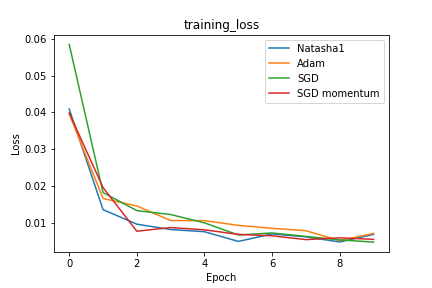 training_loss
0.06
0.05
0.04
0.03
0.02
0.01
Loss
Natasha1
Adam
SGD
SGD momentum
0 2 4 6 8
Epoch